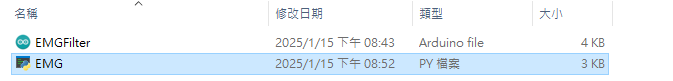 名稱 修改日期 類型 大小
EMGFilter 2025/1/15 下午 08:43 Arduino file 4 KB
EMG 2025/1/15 下午 08:52 PY 檔案 3 KB